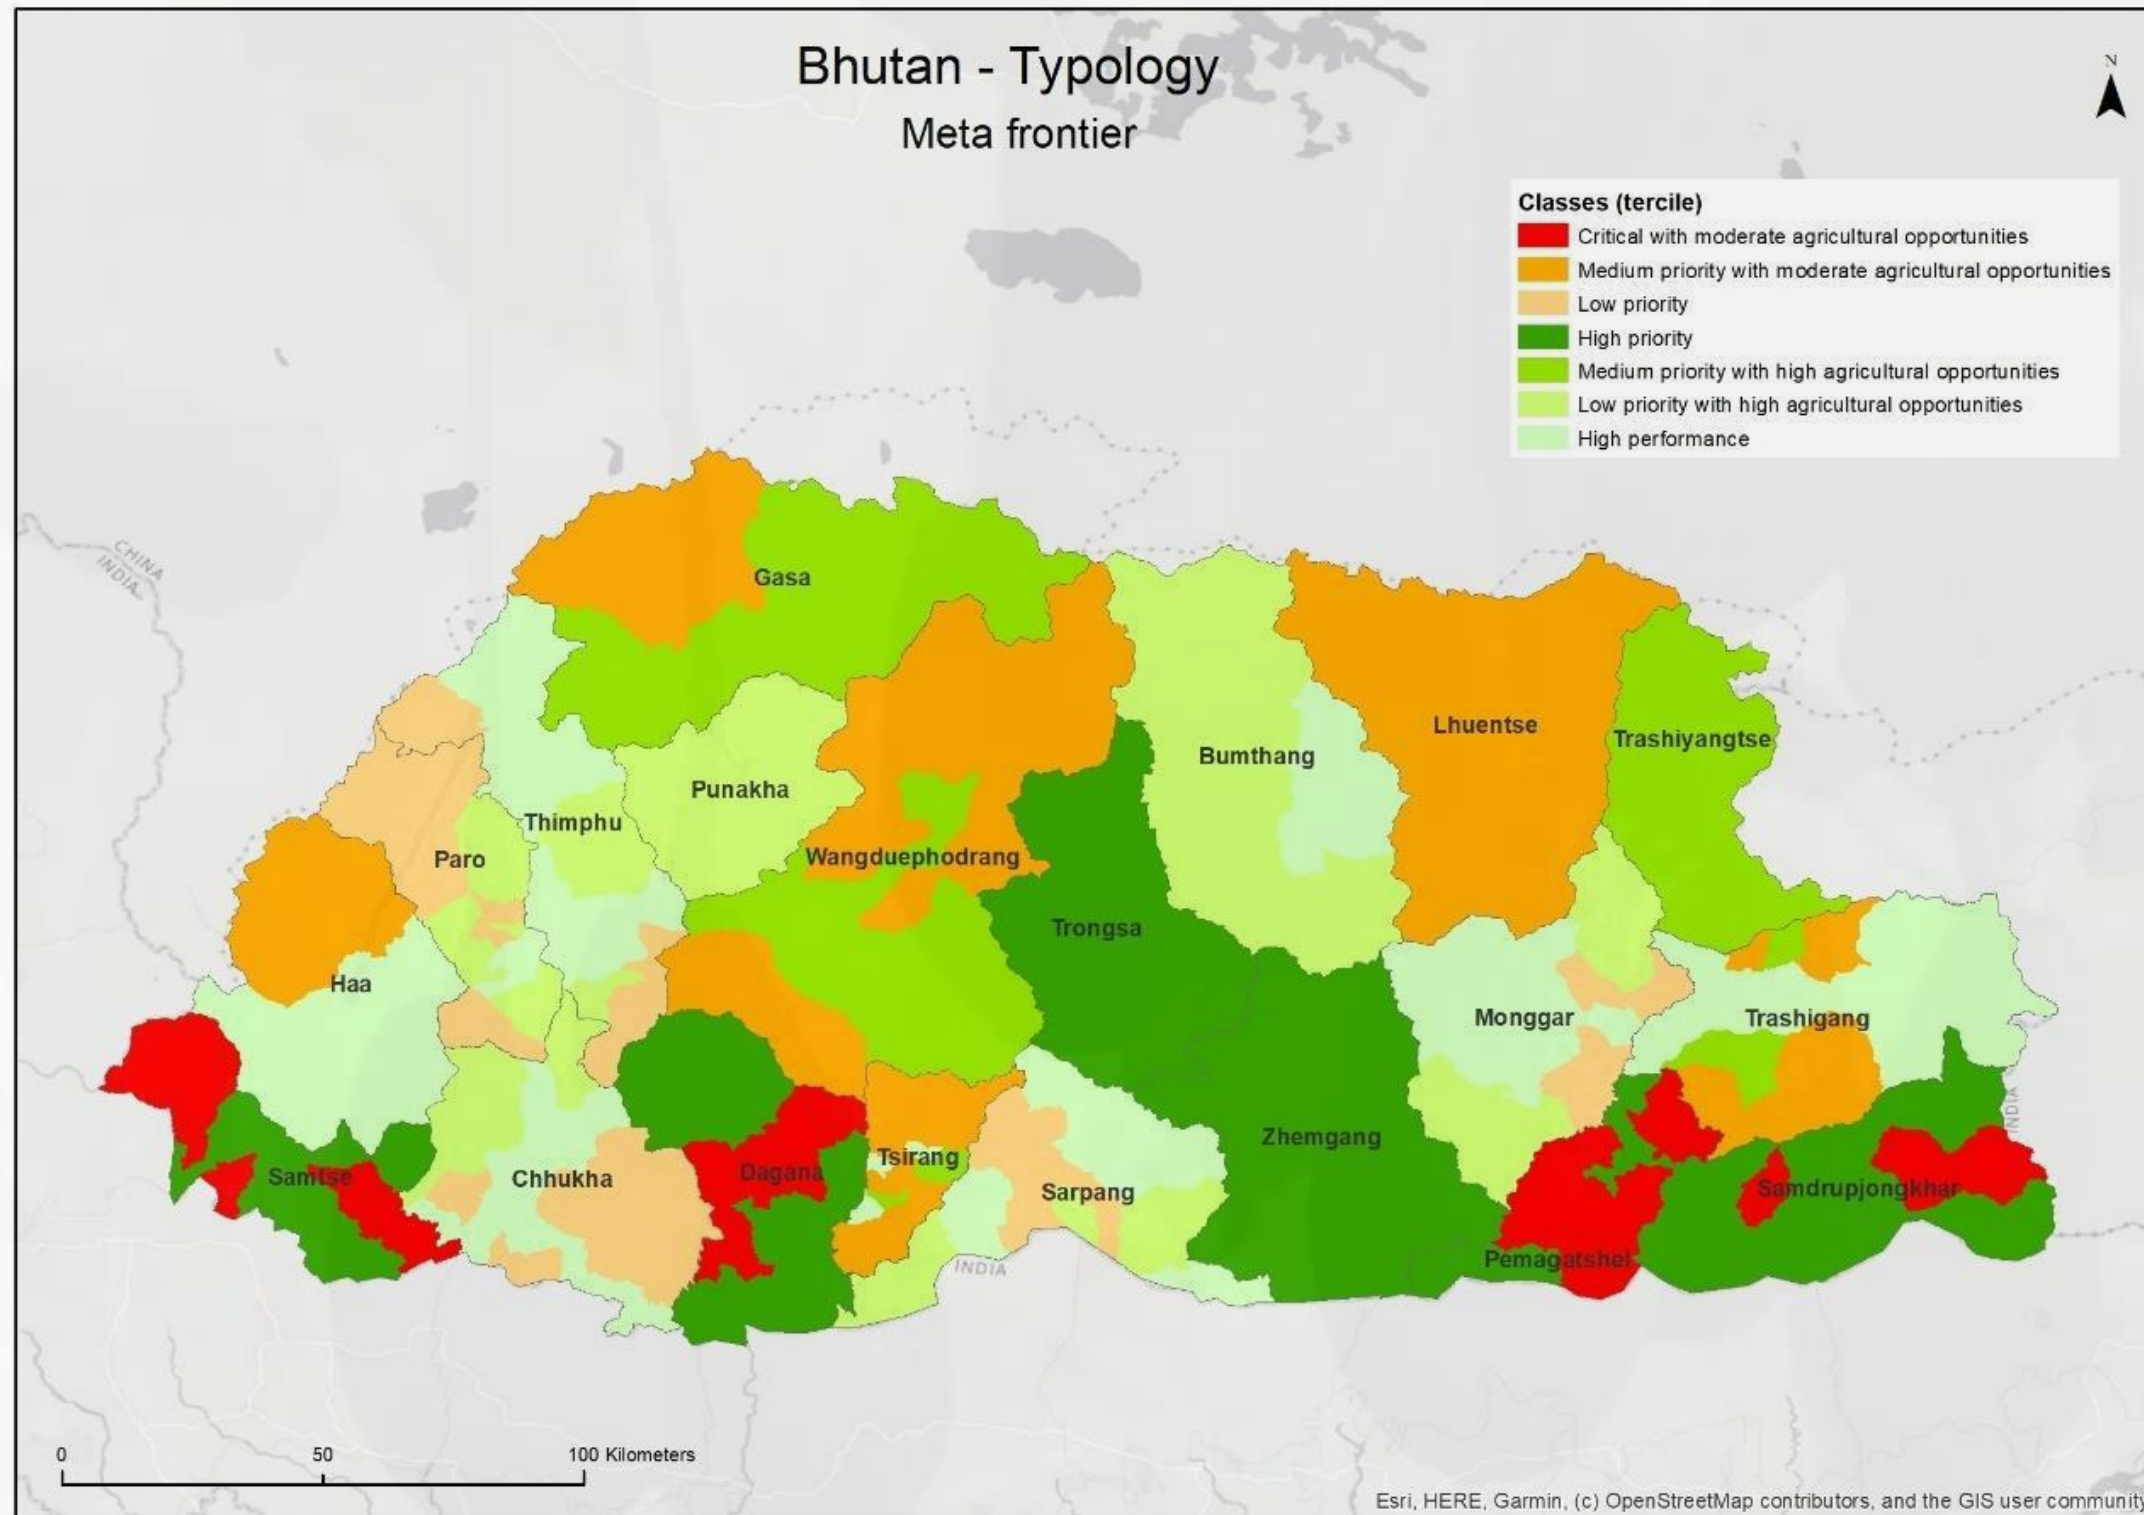 Bhutan - Typology
Meta frontier
N
Classes (tercile)
Critical with moderate agricultural opportunities
Medium priority with moderate agricultural opportunities
Low priority
High priority
Medium priority with high agricultural opportunities
Low priority with high agricultural opportunities
High performance
CHINA
INDIA
Gasa
Lhuentse
Trashiyangtse
Bumthang
Punakha
Thimphu
Paro
Wangduephodrang
Trongsa
Haa
Monggar
Trashigang
INDIA
Zhemgang
Tsirang
Dagana
Samtse
Chhukha
Sarpang
Samdrupjongkhar
Pemagatshel
INDIA
0 50 100 Kilometers
Esri, HERE, Garmin, (c) OpenStreetMap contributors, and the GIS user community